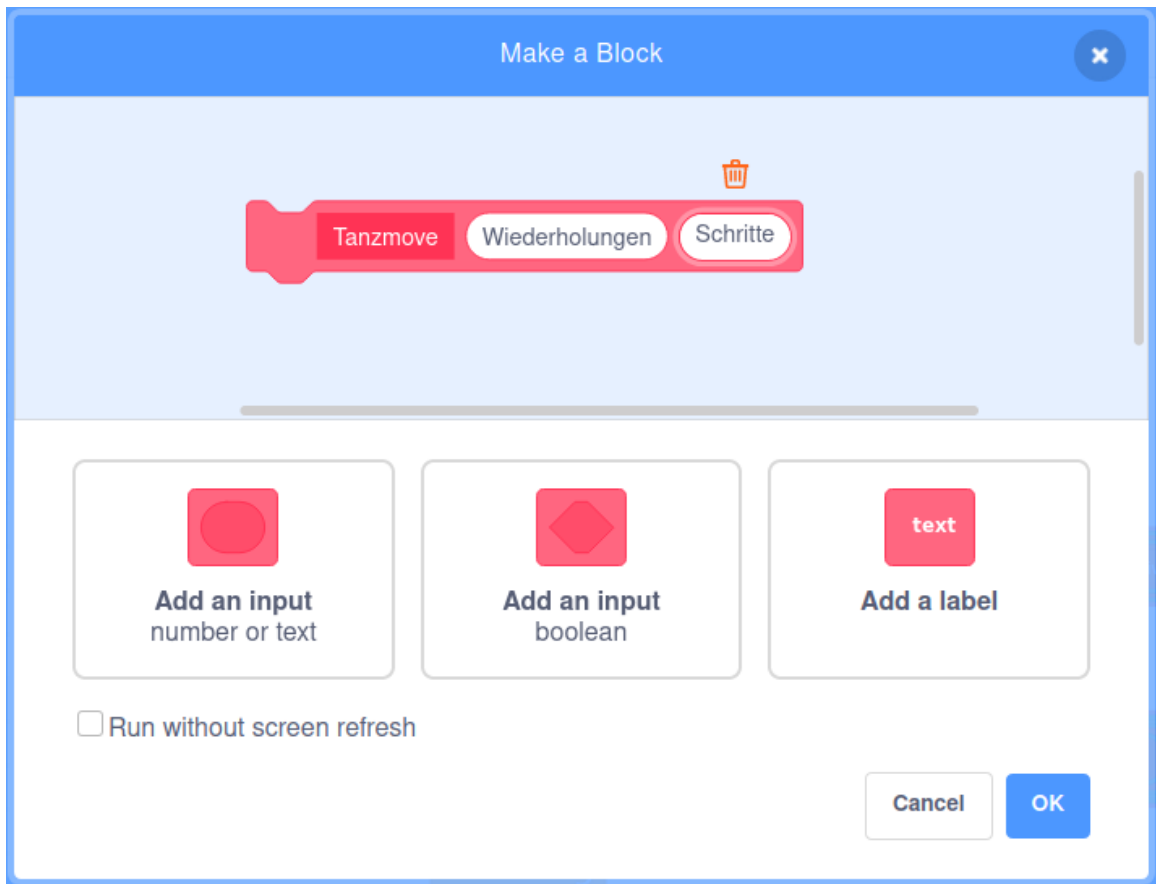 Make a Block
Tanzmove Wiederholungen Schritte
text
Add an input
number or text
Add an input
boolean
Add a label
Run without screen refresh
Cancel OK